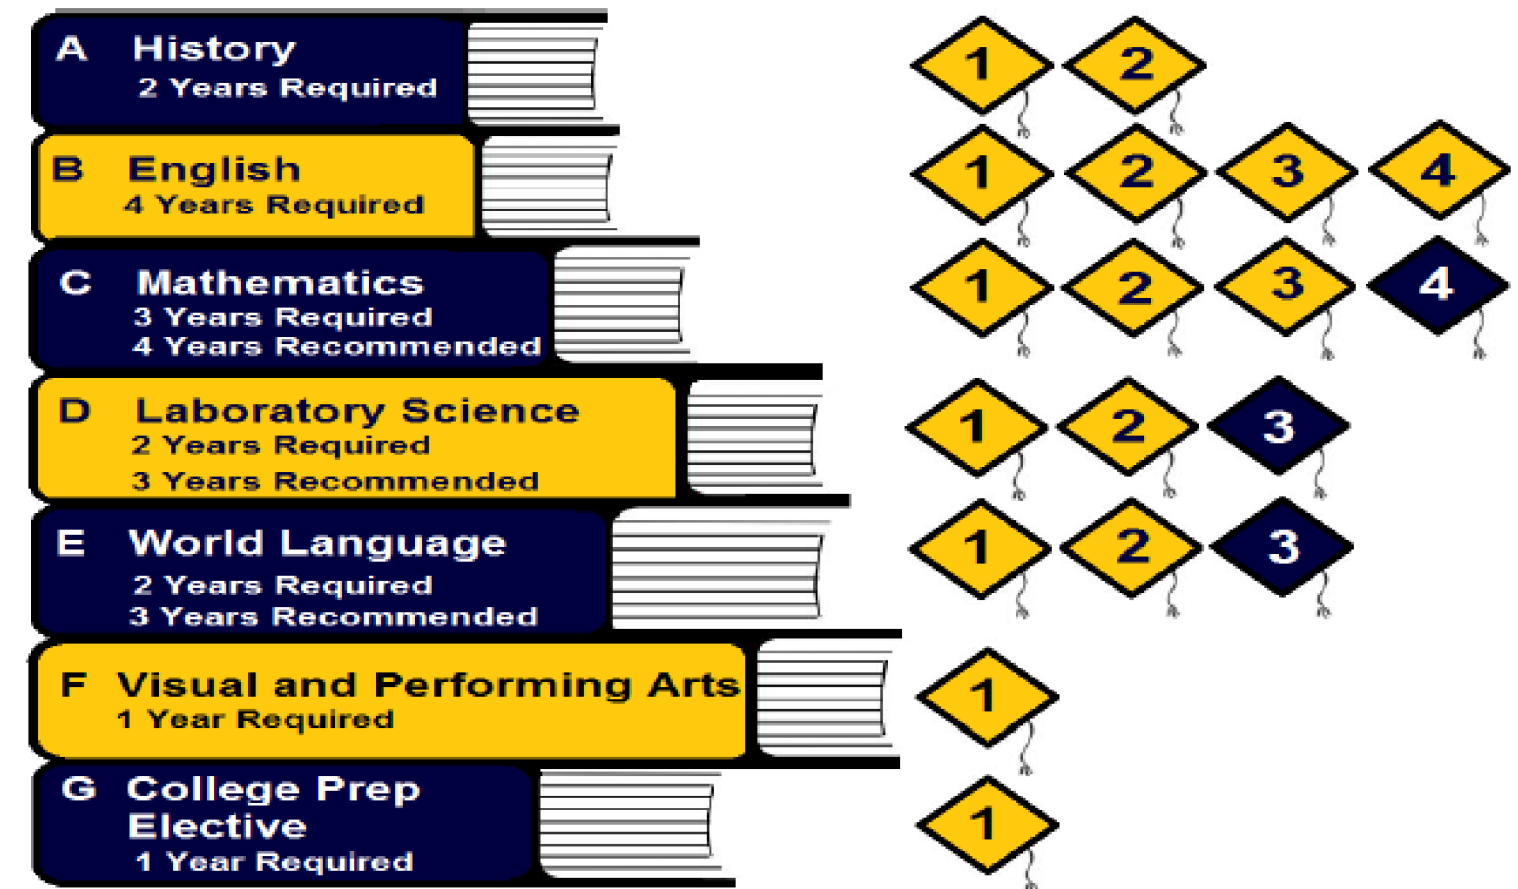 A History 1 2
2 Years Required
B English 1 2 3 4
4 Years Required
C Mathematics 1 2 3 4
3 Years Required
4 Years Recommended
D Laboratory Science 1 2 3
2 Years Required
3 Years Recommended
E World Language 1 2 3
2 Years Required
3 Years Recommended
F Visual and Performing Arts 1
1 Year Required
G College Prep
Elective 1
1 Year Required